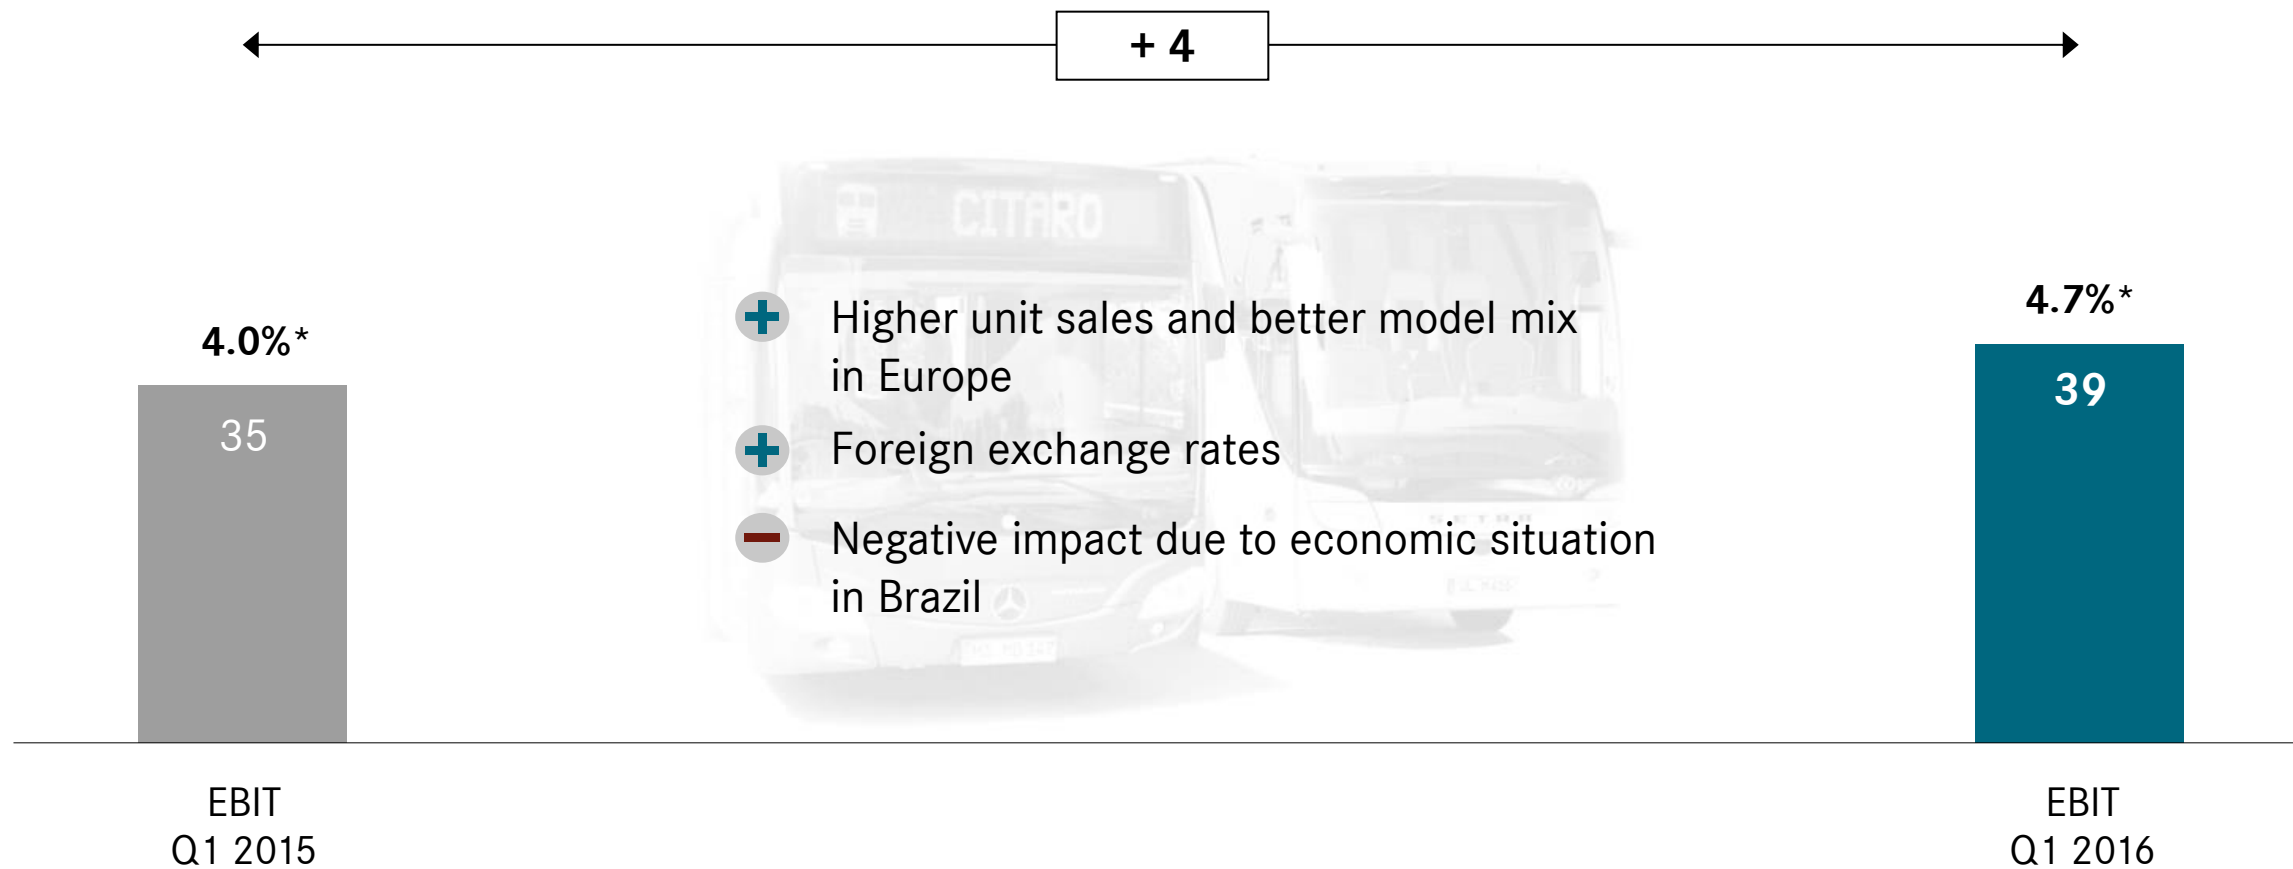 + 4
CITARO
4.0%*
35
Higher unit sales and better model mix
in Europe
Foreign exchange rates
Negative impact due to economic situation
in Brazil
SETRA
4.7%*
39
EBIT
Q1 2015
EBIT
Q1 2016